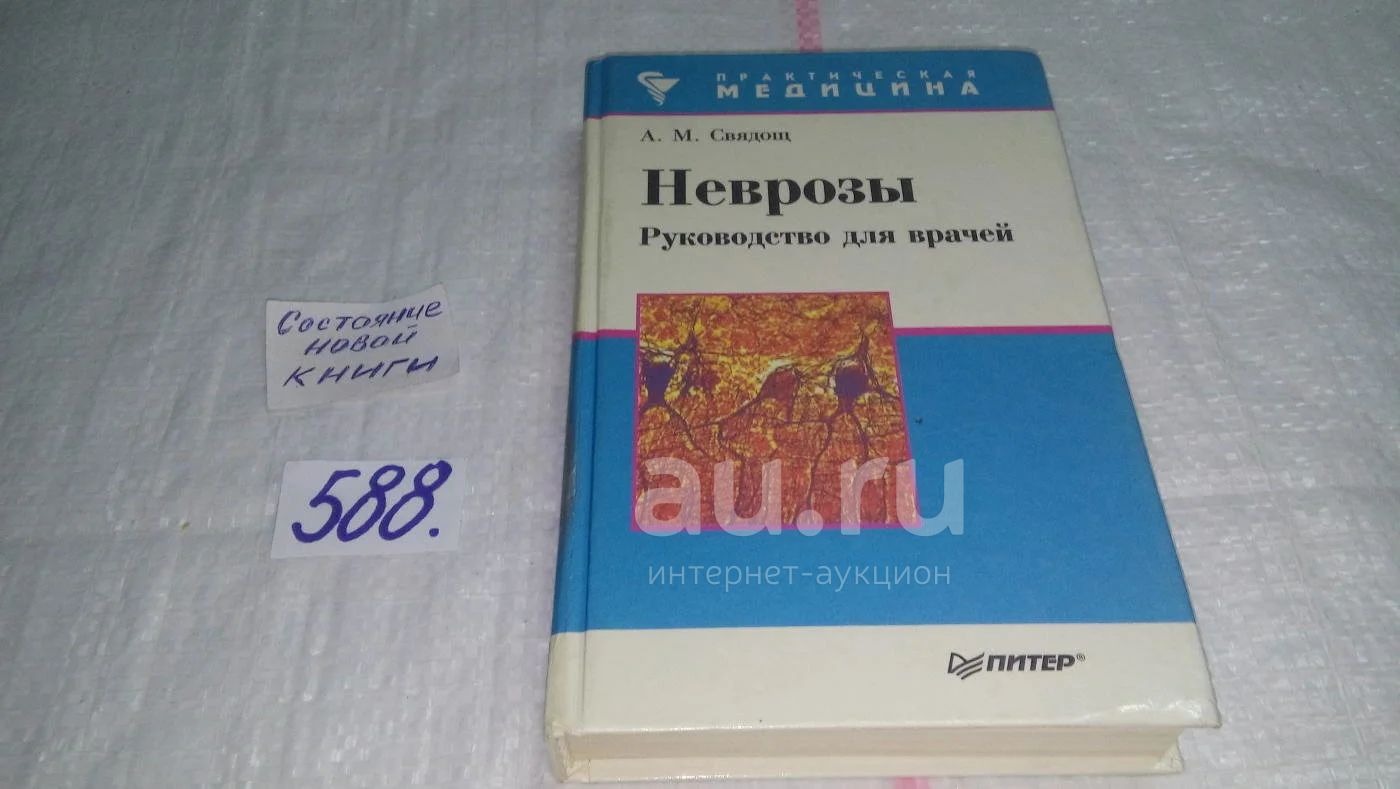 ПРАКТИЧЕСКАЯ
МЕДИЦИНА
А. М. Свядощ
Неврозы
Руководство для врачей
Состояние
новой
книги
588.
au.ru
интернет-аукцион
ПИТЕР®